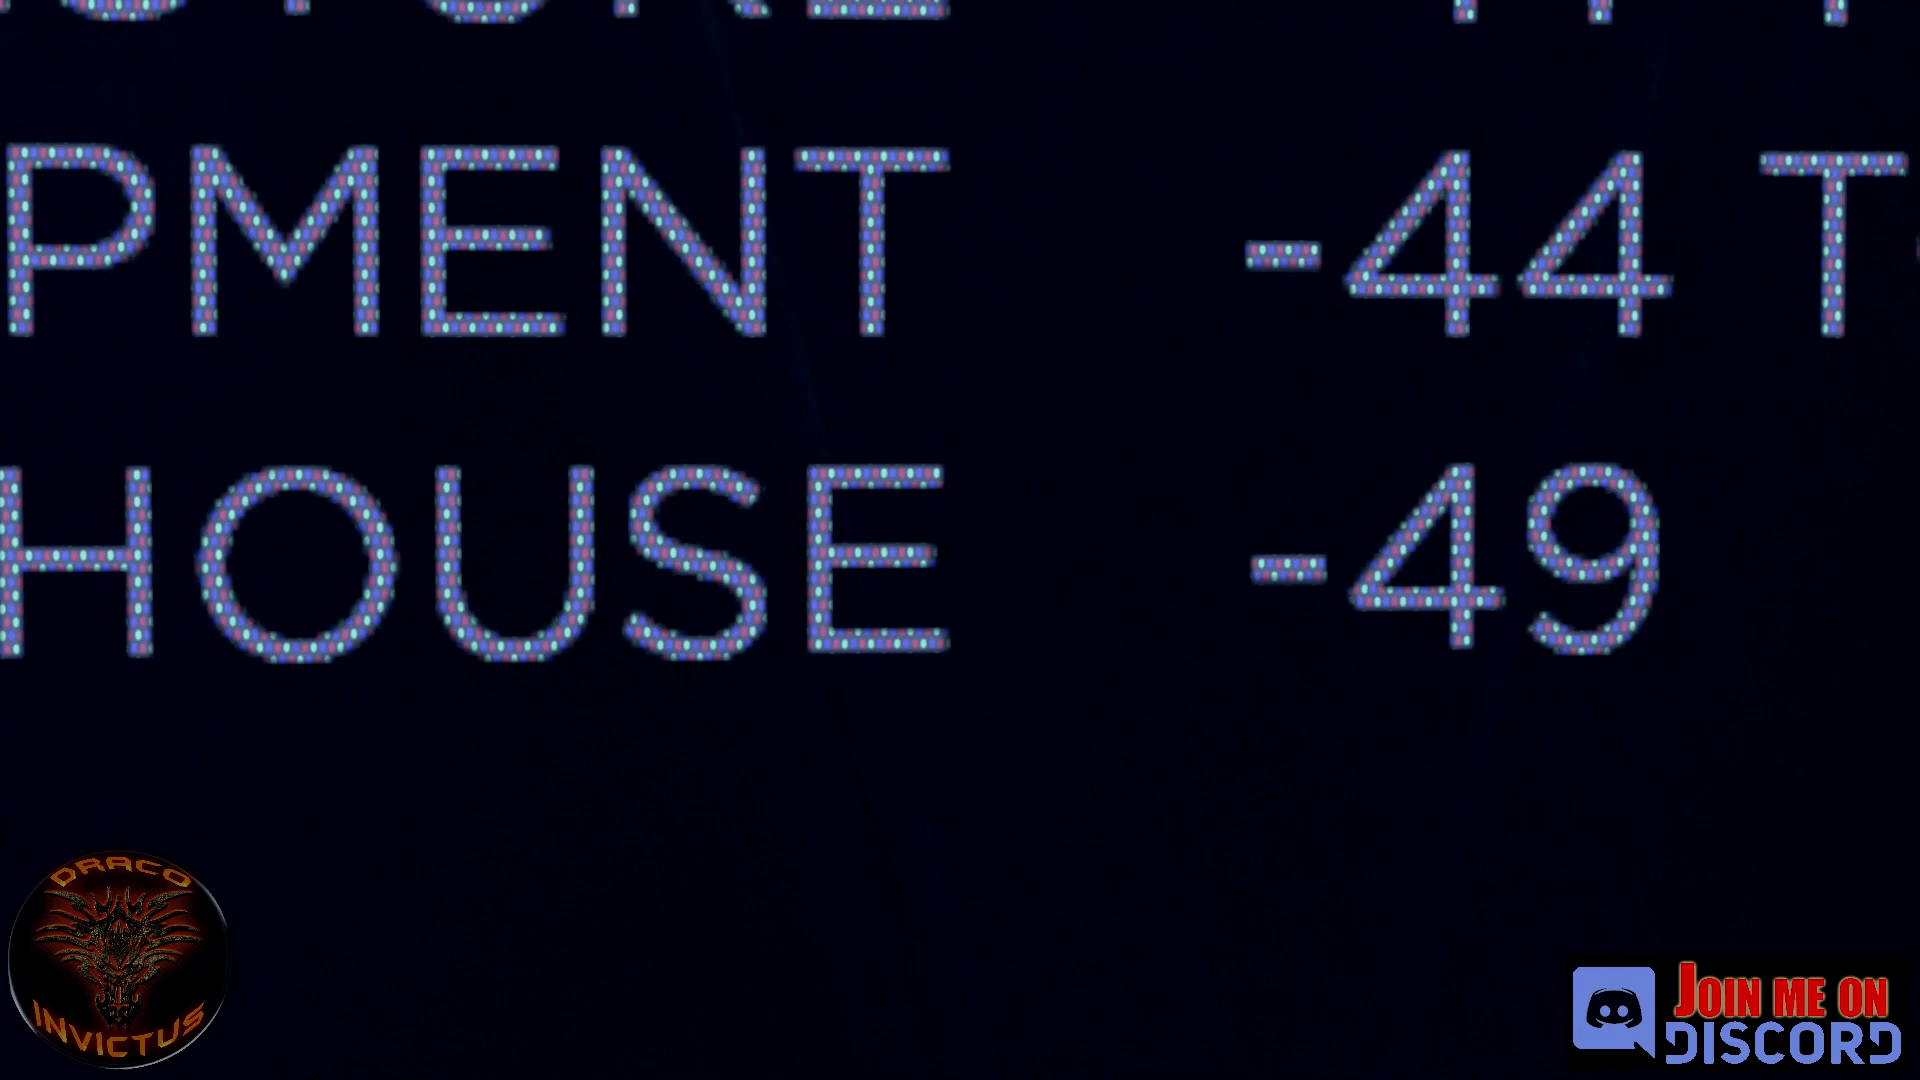 PMENT -44 T
HOUSE -49
DRACO
INVICTUS
JOIN ME ON
DISCORD